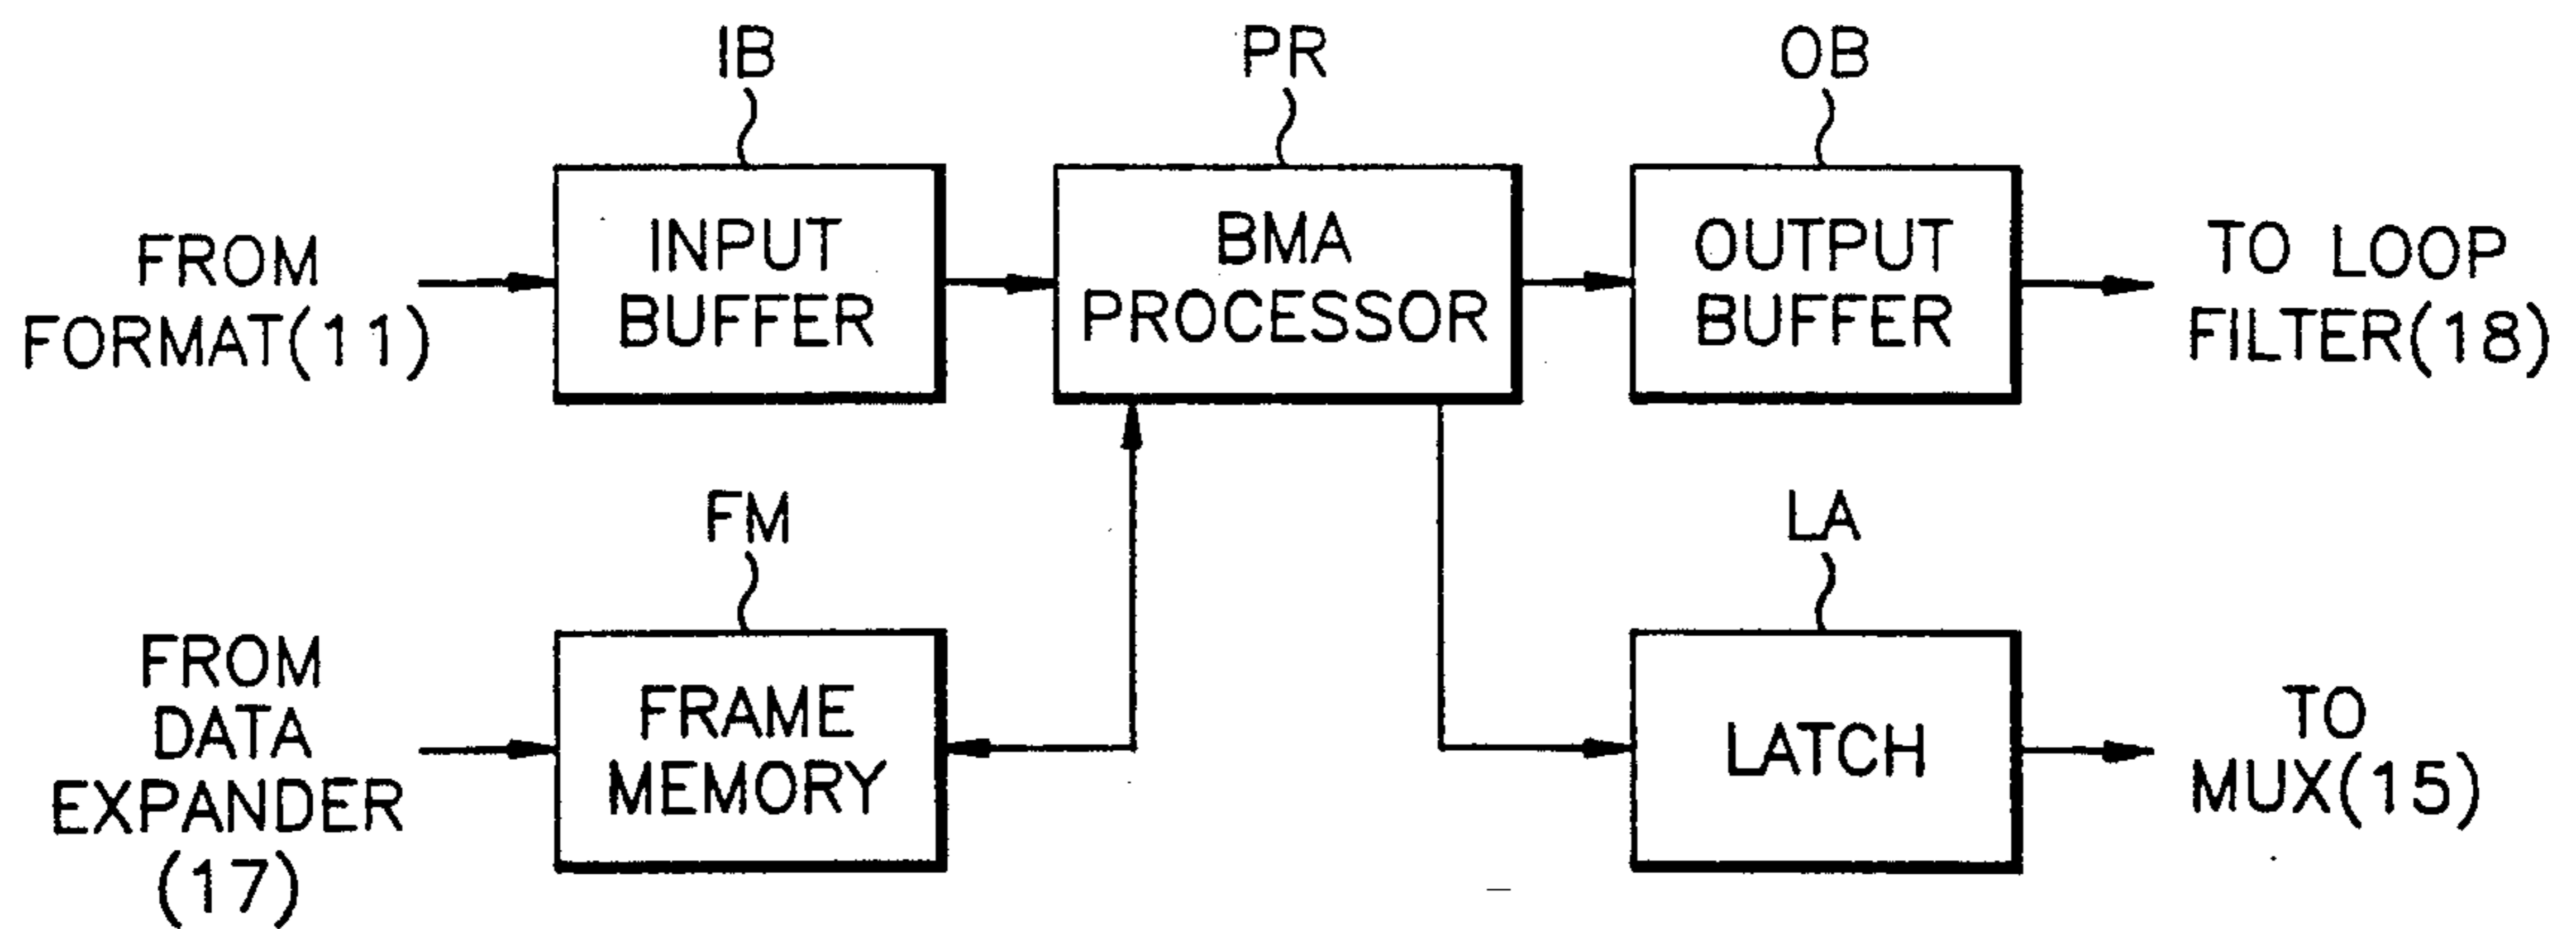 IB
PR
OB
FROM
FORMAT(11)
INPUT
BUFFER
BMA
PROCESSOR
OUTPUT
BUFFER
TO LOOP
FILTER(18)
FM
LA
FROM
DATA
EXPANDER
(17)
FRAME
MEMORY
LATCH
TO
MUX(15)